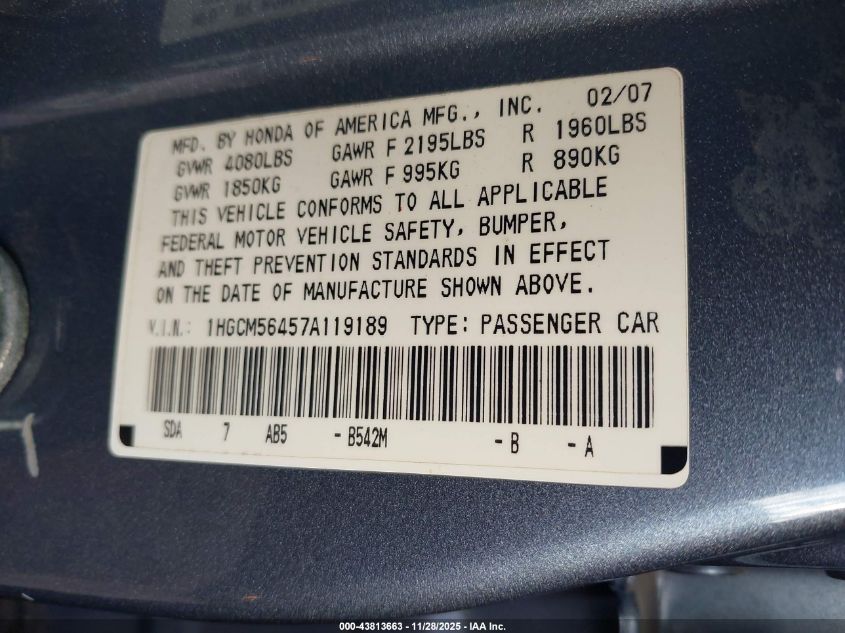 MFD. BY HONDA OF AMERICA MFG., INC. 02/07
GVWR 4080LBS GAWR F 2195LBS R 1960LBS
GVWR 1850KG GAWR F 995KG R 890KG
THIS VEHICLE CONFORMS TO ALL APPLICABLE
FEDERAL MOTOR VEHICLE SAFETY, BUMPER,
AND THEFT PREVENTION STANDARDS IN EFFECT
ON THE DATE OF MANUFACTURE SHOWN ABOVE.
V.I.N.: 1HGCM56457A119189 TYPE: PASSENGER CAR
SDA 7 AB5 -B542M -B -A
000-43813663 - 11/28/2025 - IAA Inc.